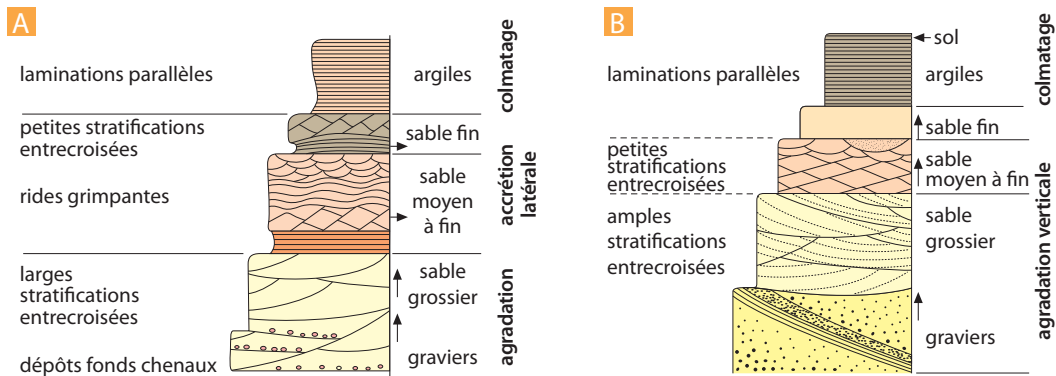 A
laminations parallèles
argiles
colmatage
petites stratifications
entrecroisées
sable fin
rides grimpantes
sable
moyen
à fin
accrétion
latérale
larges
stratifications
entrecroisées
sable
grossier
dépôts fonds chenaux
graviers
agradation
B
sol
laminations parallèles
argiles
colmatage
sable fin
petites
stratifications
entrecroisées
sable
moyen à fin
amples
stratifications
entrecroisées
sable
grossier
graviers
agradation verticale